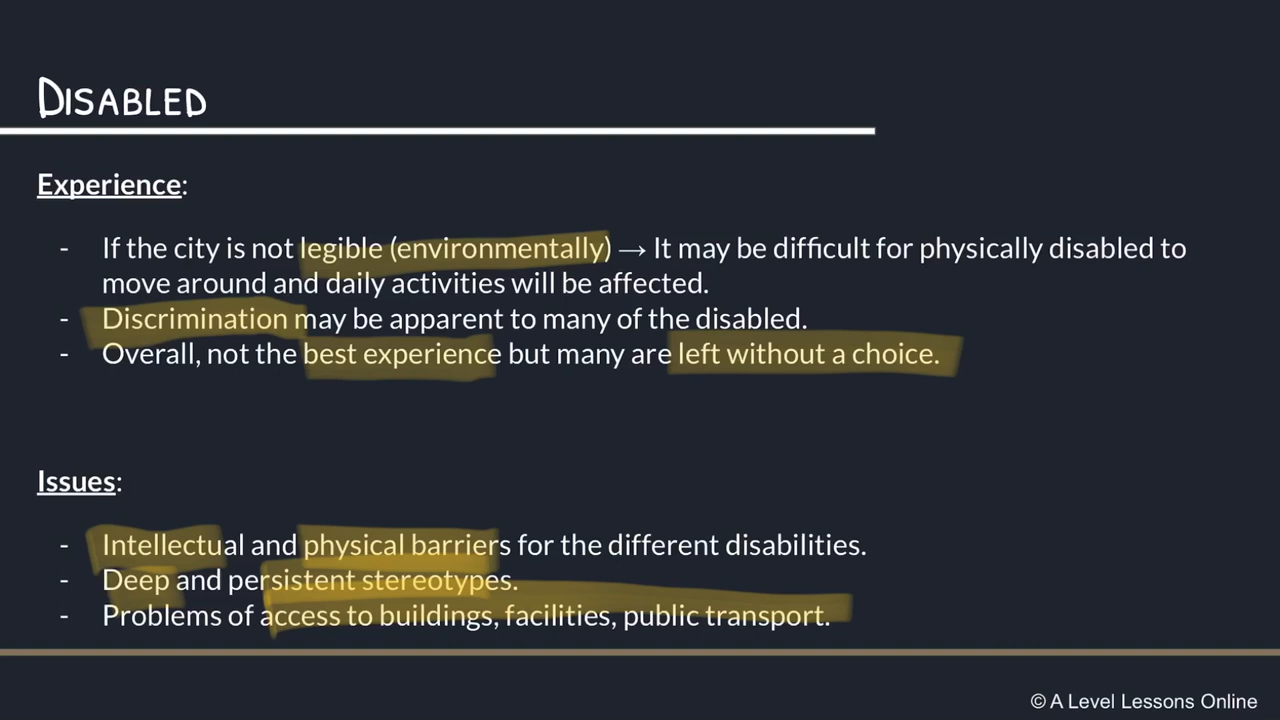 DISABLED
Experience:
- If the city is not legible (environmentally) → It may be difficult for physically disabled to
move around and daily activities will be affected.
- Discrimination may be apparent to many of the disabled.
- Overall, not the best experience but many are left without a choice.
Issues:
- Intellectual and physical barriers for the different disabilities.
- Deep and persistent stereotypes.
- Problems of access to buildings, facilities, public transport.
© A Level Lessons Online